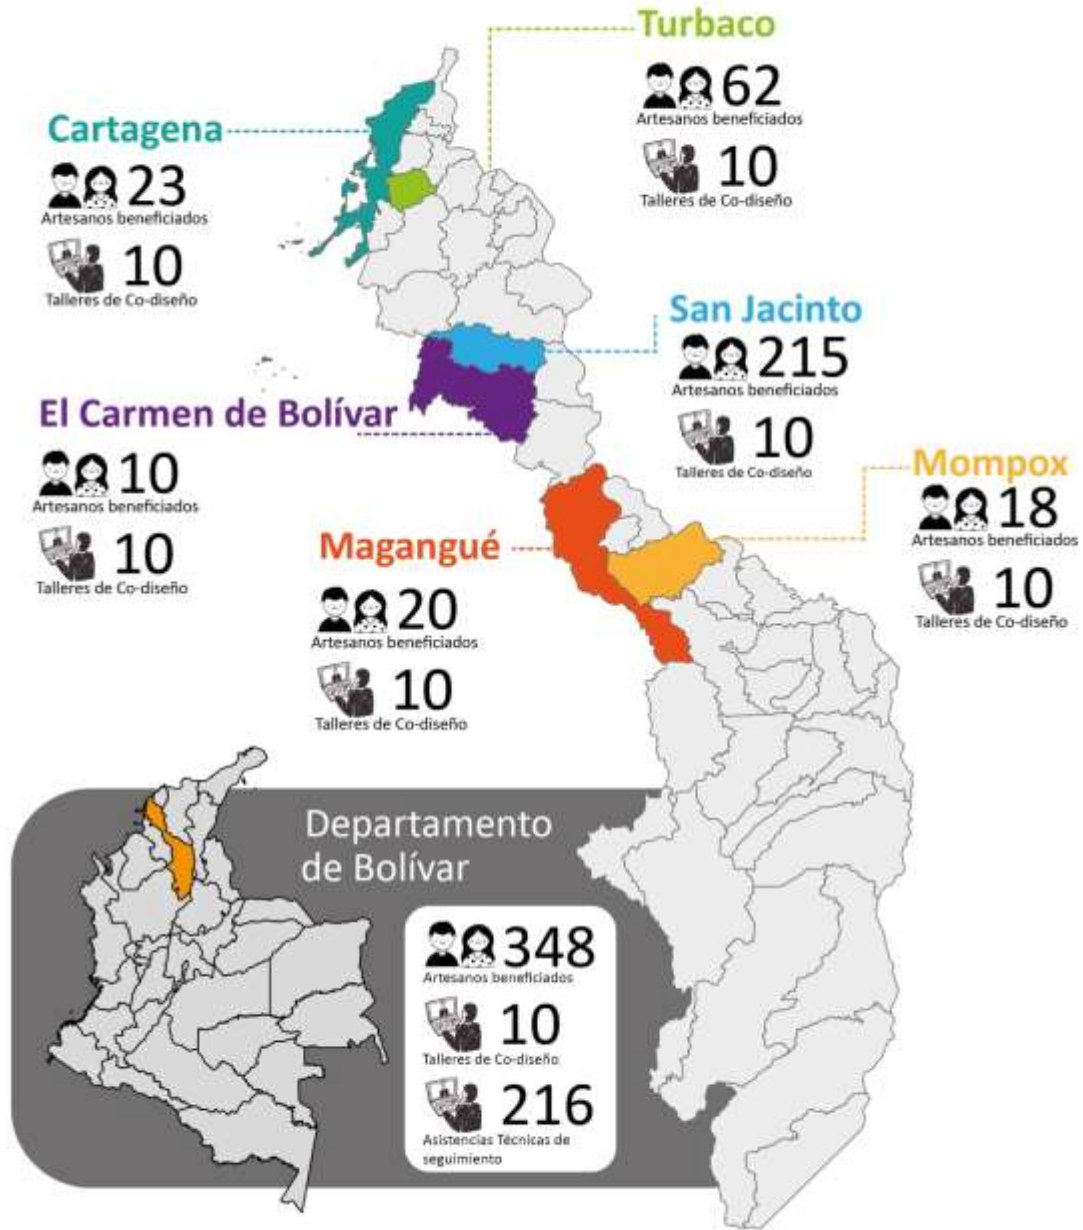 Turbaco
62
Artesanos beneficiados
10
Talleres de Co-diseño
Cartagena
23
Artesanos beneficiados
10
Talleres de Co-diseño
San Jacinto
215
Artesanos beneficiados
10
Talleres de Co-diseño
El Carmen de Bolívar
10
Artesanos beneficiados
10
Talleres de Co-diseño
Mompox
18
Artesanos beneficiados
10
Talleres de Co-diseño
Magangué
20
Artesanos beneficiados
10
Talleres de Co-diseño
Departamento
de Bolívar
348
Artesanos beneficiados
10
Talleres de Co-diseño
216
Asistencias Técnicas de
seguimiento